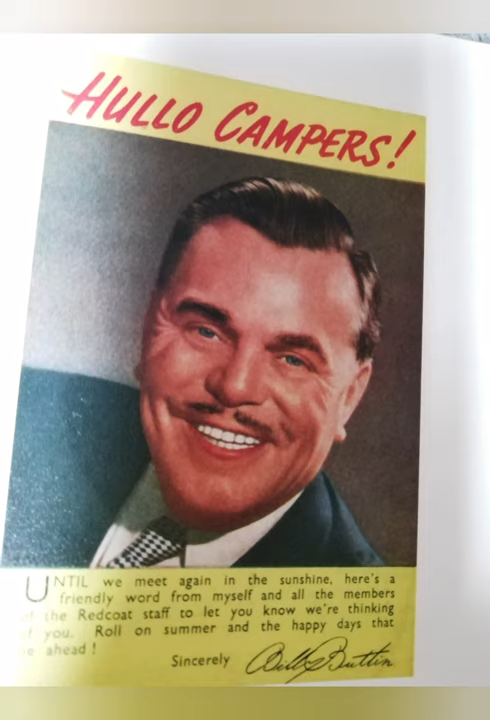 HULLO CAMPERS!
UNTIL we meet again in the sunshine, here's a
friendly word from myself and all the members
the Redcoat staff to let you know we're thinking
you. Roll on summer and the happy days that
ahead!
Sincerely Billy Butlin